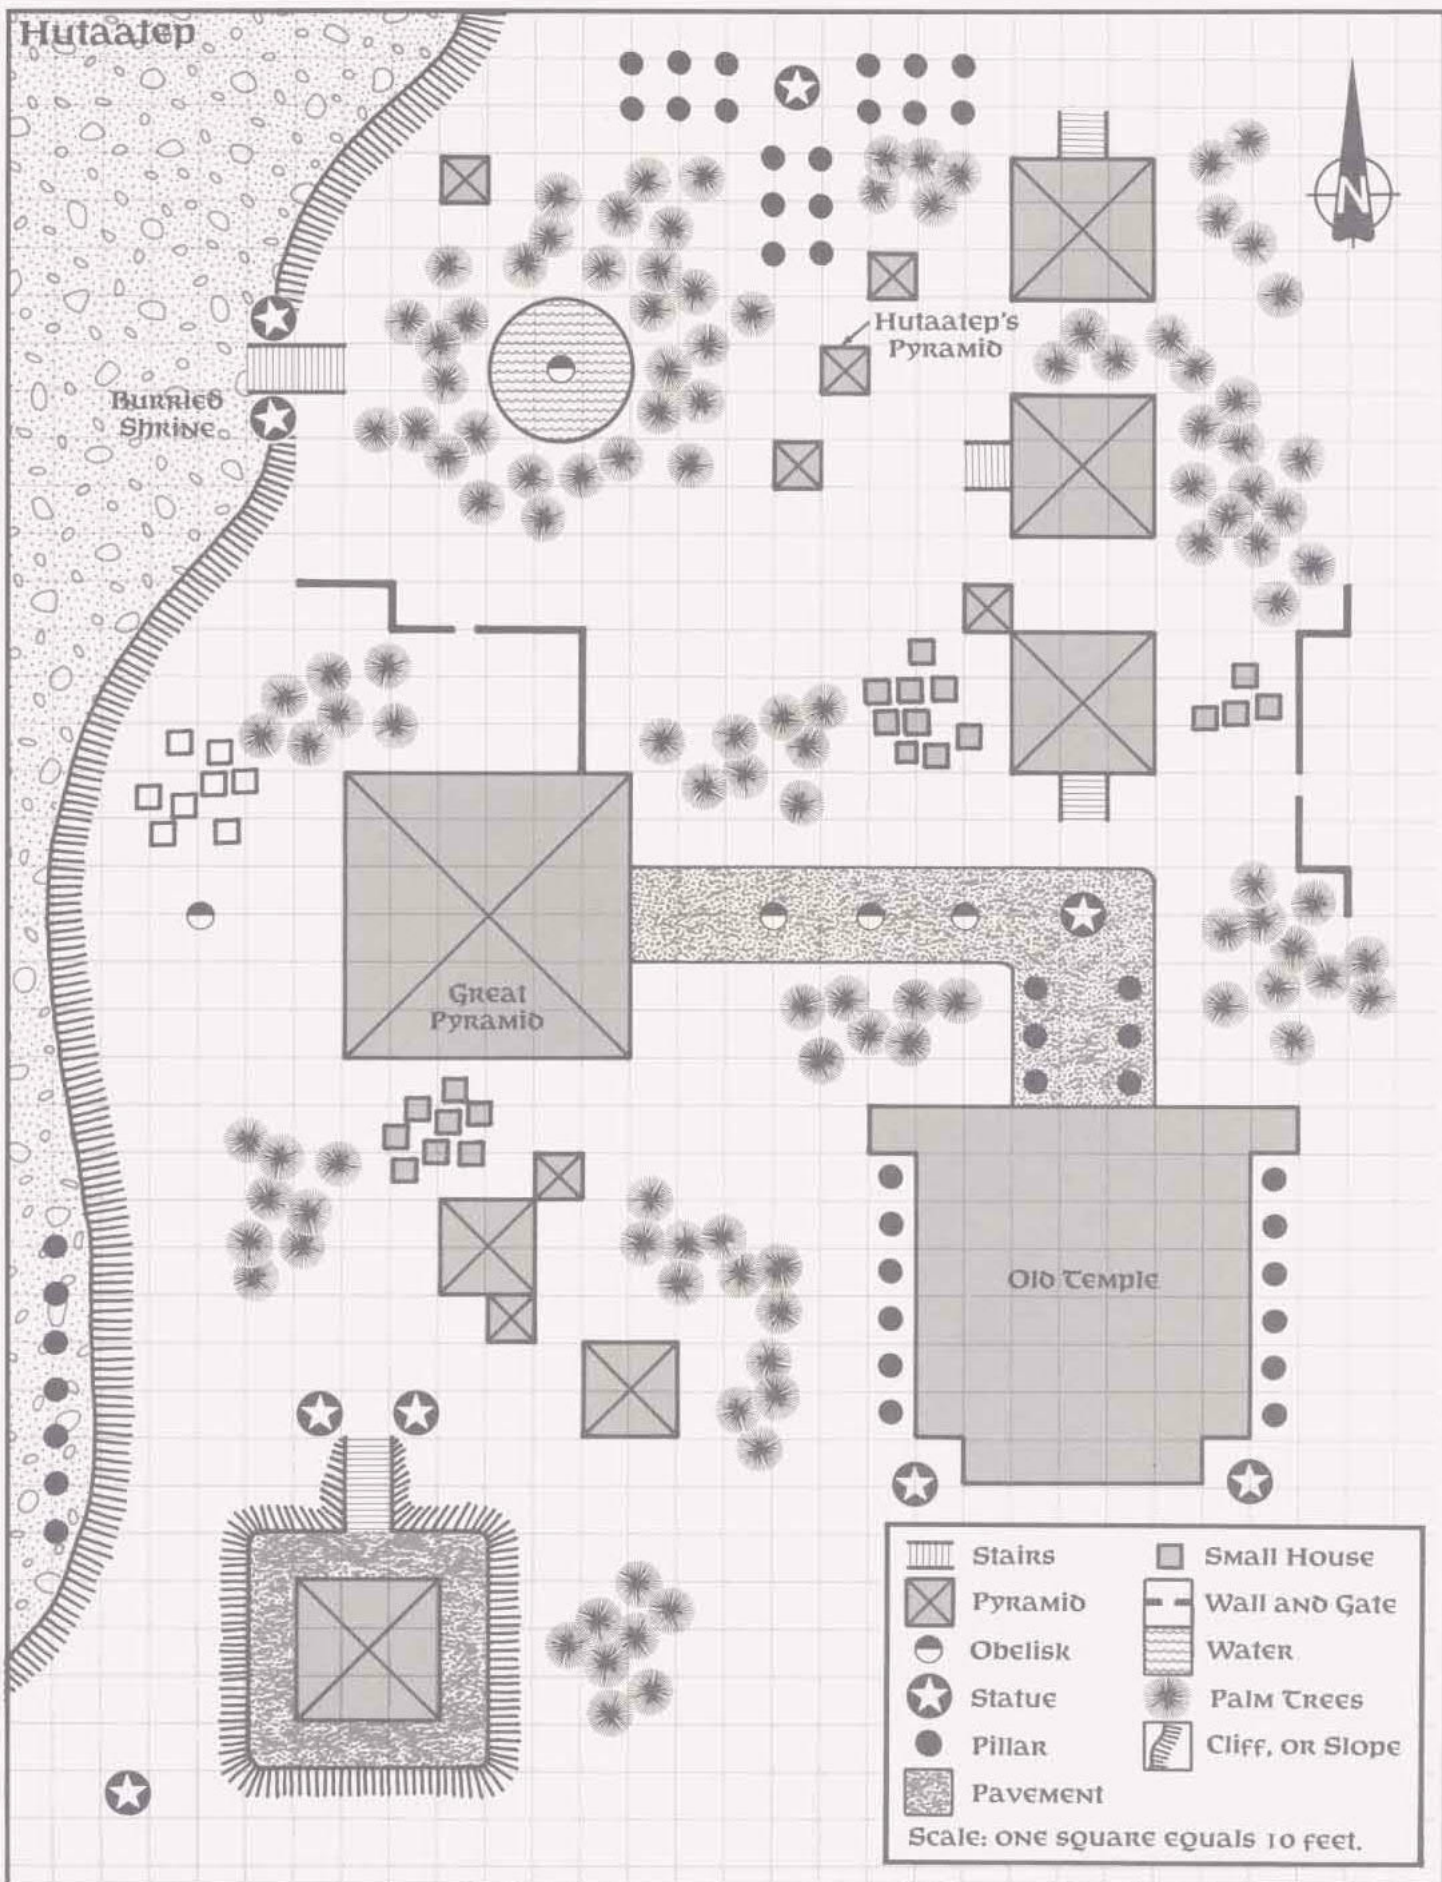 Hutaatep
N
Hutaatep's
Pyramid
Burried
Shrine
Great
Pyramid
Old Temple
Stairs
Pyramid
Obelisk
Statue
Pillar
Pavement
Small House
Wall and Gate
Water
Palm Trees
Cliff, or Slope
Scale: one square equals 10 feet.